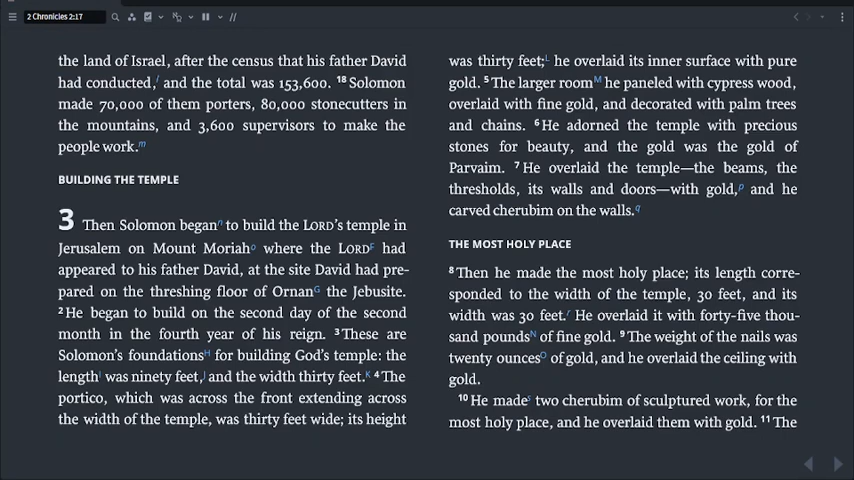 2 Chronicles 2:17
the land of Israel, after the census that his father David
had conducted,l and the total was 153,600. 18 Solomon
made 70,000 of them porters, 80,000 stonecutters in
the mountains, and 3,600 supervisors to make the
people work.m
BUILDING THE TEMPLE
3 Then Solomon began n to build the LORD's temple in
Jerusalem on Mount Moriah o where the LORD F had
appeared to his father David, at the site David had pre-
pared on the threshing floor of Ornan G the Jebusite.
2 He began to build on the second day of the second
month in the fourth year of his reign. 3 These are
Solomon's foundations H for building God's temple: the
length I was ninety feet,J and the width thirty feet.K 4 The
portico, which was across the front extending across
the width of the temple, was thirty feet wide; its height
was thirty feet;L he overlaid its inner surface with pure
gold. 5 The larger room M he paneled with cypress wood,
overlaid with fine gold, and decorated with palm trees
and chains. 6 He adorned the temple with precious
stones for beauty, and the gold was the gold of
Parvaim. 7 He overlaid the temple—the beams, the
thresholds, its walls and doors—with gold,p and he
carved cherubim on the walls.q
THE MOST HOLY PLACE
8 Then he made the most holy place; its length corre-
sponded to the width of the temple, 30 feet, and its
width was 30 feet.r He overlaid it with forty-five thou-
sand pounds N of fine gold. 9 The weight of the nails was
twenty ounces O of gold, and he overlaid the ceiling with
gold.
10 He made s two cherubim of sculptured work, for the
most holy place, and he overlaid them with gold. 11 The